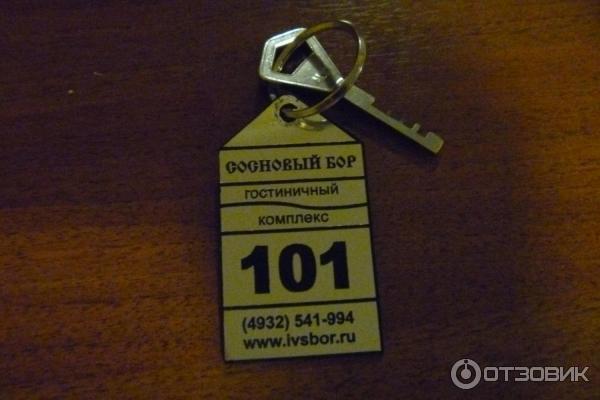 СОСНОВЫЙ БОР
ГОСТИНИЧНЫЙ
КОМПЛЕКС
101
(4932) 541-994
www.ivsbor.ru
ОТЗОВИК